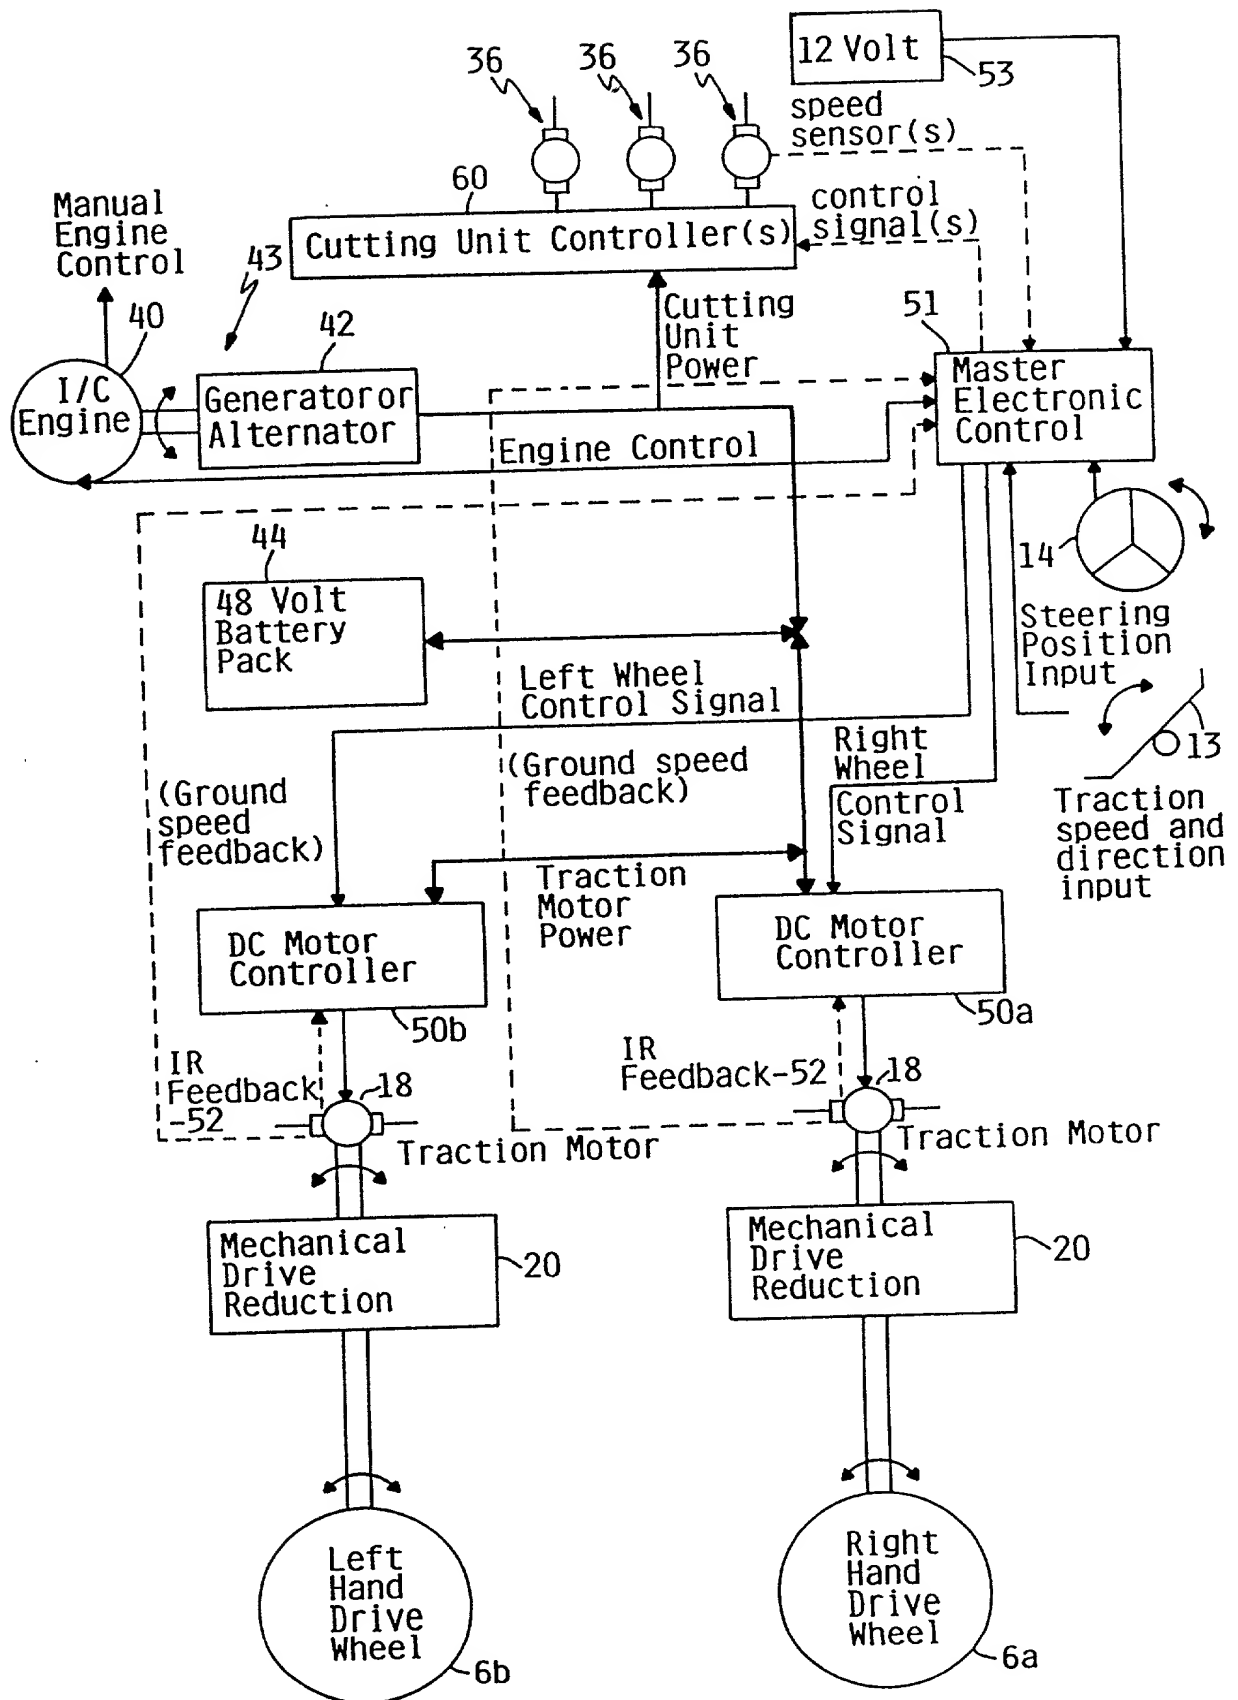 36
36
36
12 Volt
53
speed
sensor(s)
60
Manual
Engine
Control
control
signal(s)
Cutting Unit Controller(s)
43
40
42
Cutting
Unit
Power
51
I/C
Engine
Generator or
Alternator
Master
Electronic
Control
Engine Control
44
14
48 Volt
Battery
Pack
Steering
Position
Input
Left Wheel
Control Signal
13
Right
Wheel
Control
Signal
(Ground
speed
feedback)
(Ground speed
feedback)
Traction
speed and
direction
input
Traction
Motor
Power
DC Motor
Controller
DC Motor
Controller
50b
50a
IR
Feedback
-52
18
IR
Feedback-52
18
Traction Motor
Traction Motor
Mechanical
Drive
Reduction
20
Mechanical
Drive
Reduction
20
Left
Hand
Drive
Wheel
6b
Right
Hand
Drive
Wheel
6a